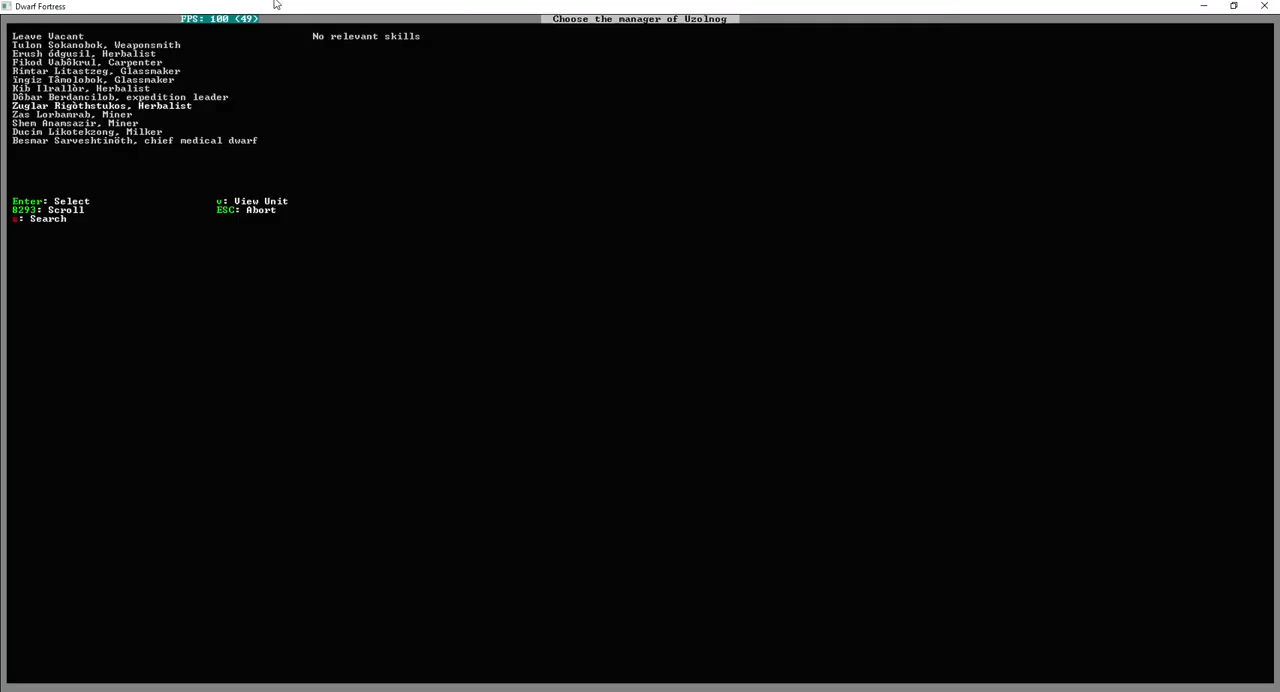 Dwarf Fortress
FPS: 100 (49)
Choose the manager of Uzolnog
Leave Vacant
No relevant skills
Tulon Sokanobok, Weaponsmith
Erush ódgusil, Herbalist
Fikod Vabôkrul, Carpenter
Rimtar Litastzeg, Glassmaker
Ingiz Tâmolobok, Glassmaker
Kib Ilrallòr, Herbalist
Dôbar Berdancilob, expedition leader
Zuglar Rigòthstukos, Herbalist
Zas Lorbamrab, Miner
Shem Anamsazir, Miner
Ducim Likotekzong, Milker
Besmar Sarveshtinöth, chief medical dwarf
Enter: Select
v: View Unit
8293: Scroll
ESC: Abort
: Search